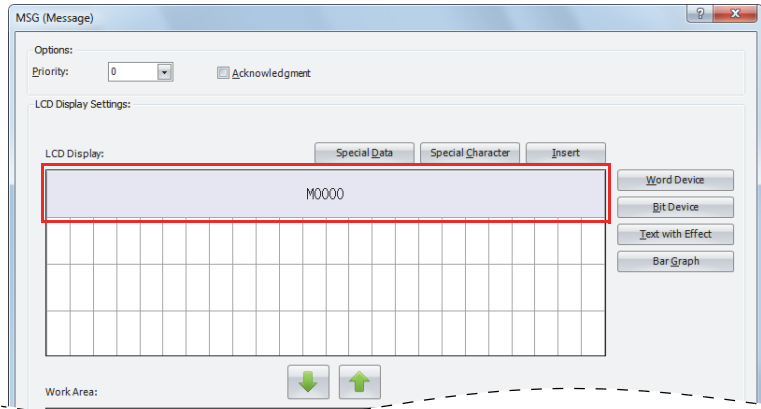 MSG (Message)
Options:
Priority: 0 Acknowledgment
LCD Display Settings:
LCD Display: Special Data Special Character Insert
M0000
Word Device
Bit Device
Text with Effect
Bar Graph
Work Area: